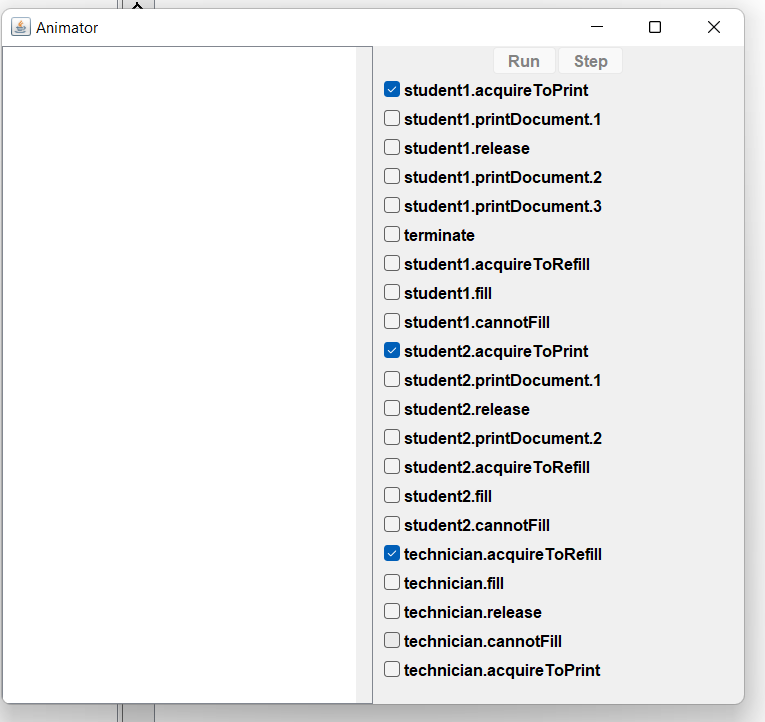 Animator
Run Step
student1.acquireToPrint
student1.printDocument.1
student1.release
student1.printDocument.2
student1.printDocument.3
terminate
student1.acquireToRefill
student1.fill
student1.cannotFill
student2.acquireToPrint
student2.printDocument.1
student2.release
student2.printDocument.2
student2.acquireToRefill
student2.fill
student2.cannotFill
technician.acquireToRefill
technician.fill
technician.release
technician.cannotFill
technician.acquireToPrint